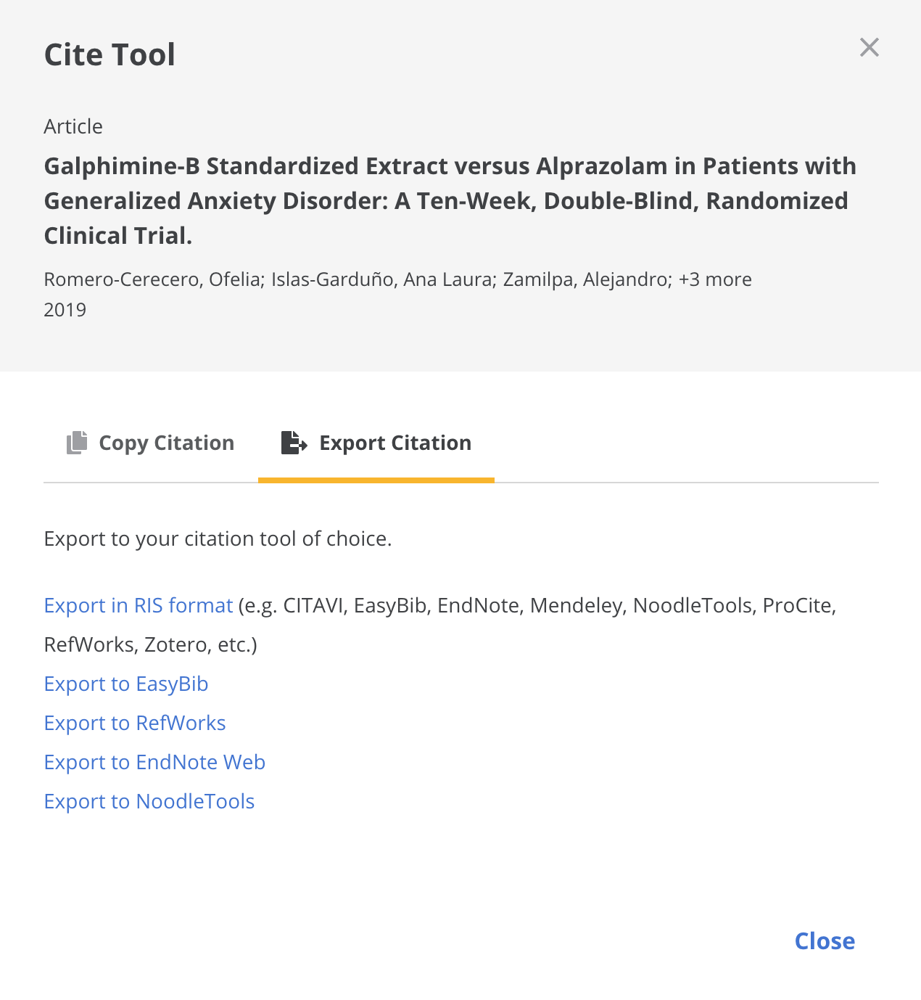 Cite Tool
Article
Galphimine-B Standardized Extract versus Alprazolam in Patients with
Generalized Anxiety Disorder: A Ten-Week, Double-Blind, Randomized
Clinical Trial.
Romero-Cerecero, Ofelia; Islas-Garduño, Ana Laura; Zamilpa, Alejandro; +3 more
2019
Copy Citation Export Citation
Export to your citation tool of choice.
Export in RIS format (e.g. CITAVI, EasyBib, EndNote, Mendeley, NoodleTools, ProCite,
RefWorks, Zotero, etc.)
Export to EasyBib
Export to RefWorks
Export to EndNote Web
Export to NoodleTools
Close